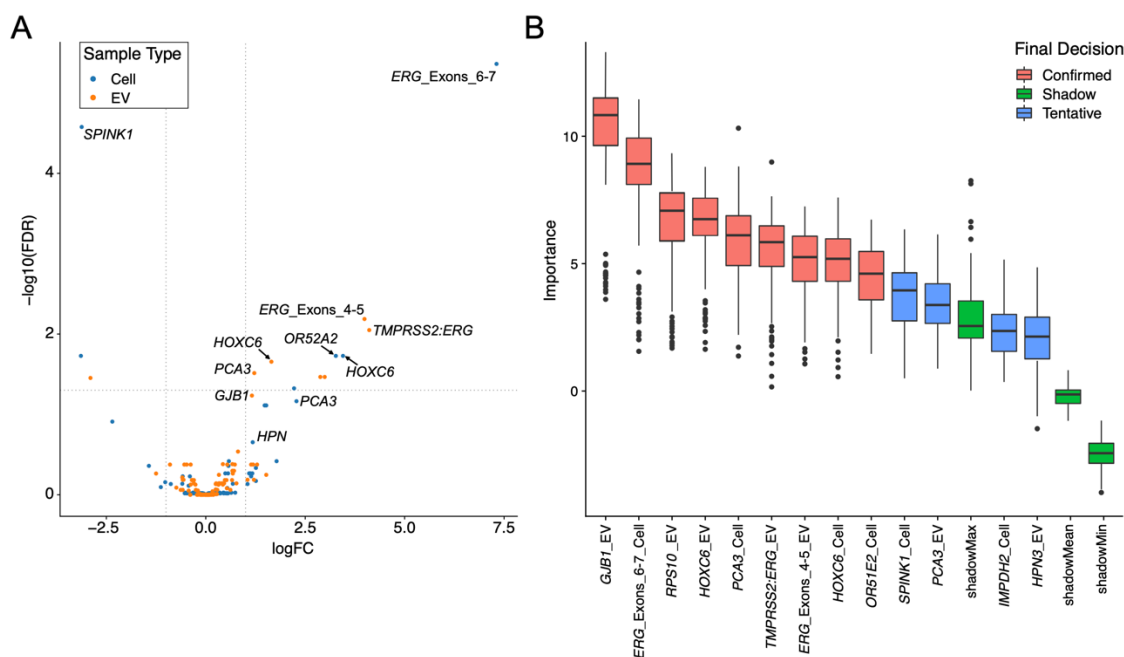 A
Sample Type
Cell
EV
ERG_Exons_6-7
SPINK1
ERG_Exons_4-5
TMPRSS2:ERG
OR52A2
HOXC6
HOXC6
PCA3
GJB1
PCA3
HPN
4
2
0
−log10(FDR)
−2.5
0.0
2.5
5.0
7.5
logFC
B
Final Decision
Confirmed
Shadow
Tentative
10
5
0
Importance
GJB1_EV
ERG_Exons_6-7_Cell
RPS10_EV
HOXC6_EV
PCA3_Cell
TMPRSS2:ERG_EV
ERG_Exons_4-5_EV
HOXC6_Cell
OR51E2_Cell
SPINK1_Cell
PCA3_EV
shadowMax
IMPDH2_Cell
HPN3_EV
shadowMean
shadowMin